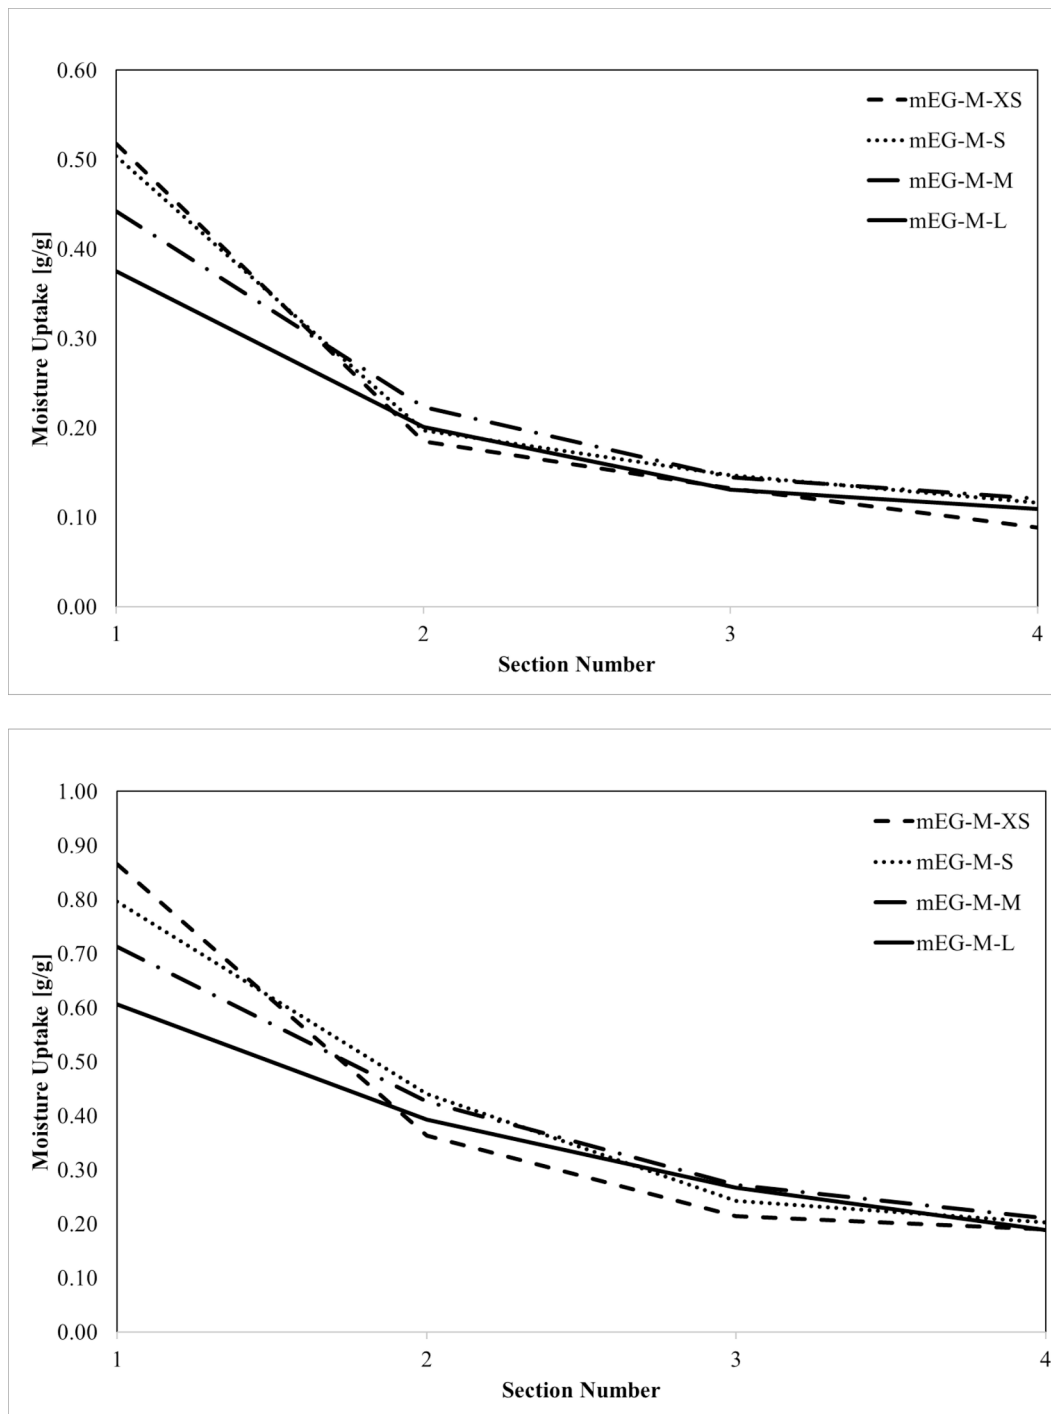 0.60
0.50
0.40
0.30
0.20
0.10
0.00
Moisture Uptake [g/g]
mEG-M-XS
mEG-M-S
mEG-M-M
mEG-M-L
1 2 3 4
Section Number
1.00
0.90
0.80
0.70
0.60
0.50
0.40
0.30
0.20
0.10
0.00
Moisture Uptake [g/g]
mEG-M-XS
mEG-M-S
mEG-M-M
mEG-M-L
1 2 3 4
Section Number